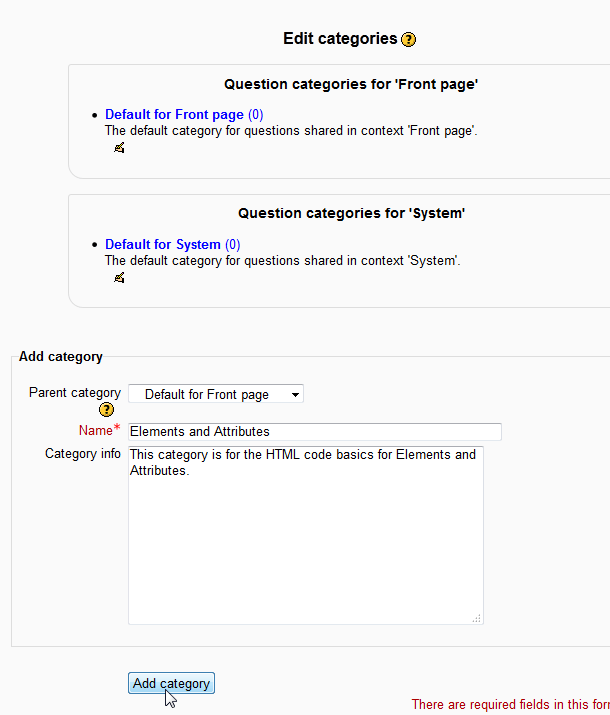 Edit categories
Question categories for 'Front page'
• Default for Front page (0)
The default category for questions shared in context 'Front page'.
Question categories for 'System'
• Default for System (0)
The default category for questions shared in context 'System'.
Add category
Parent category Default for Front page
Name* Elements and Attributes
Category info This category is for the HTML code basics for Elements and
Attributes.
Add category
There are required fields in this for